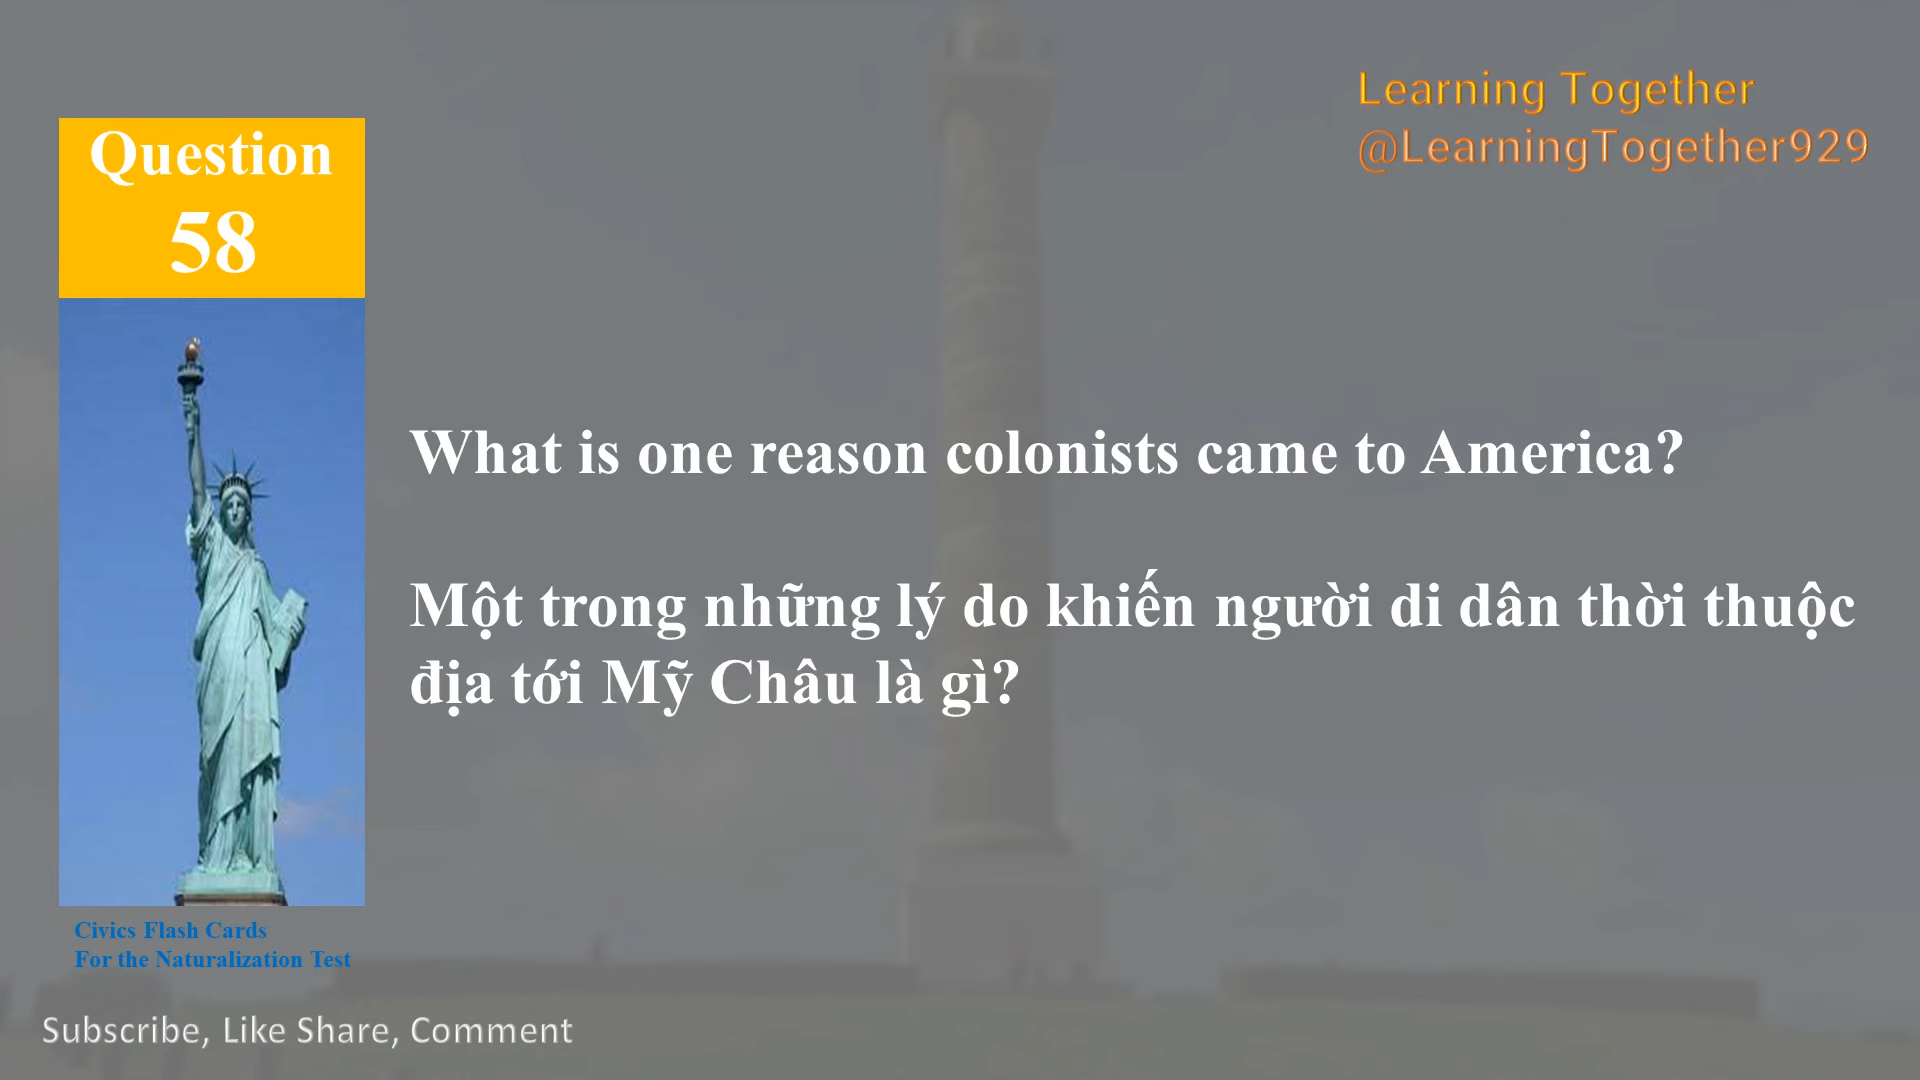 Learning Together
@LearningTogether929
Question
58
What is one reason colonists came to America?
Một trong những lý do khiến người di dân thời thuộc
địa tới Mỹ Châu là gì?
Civics Flash Cards
For the Naturalization Test
Subscribe, Like Share, Comment